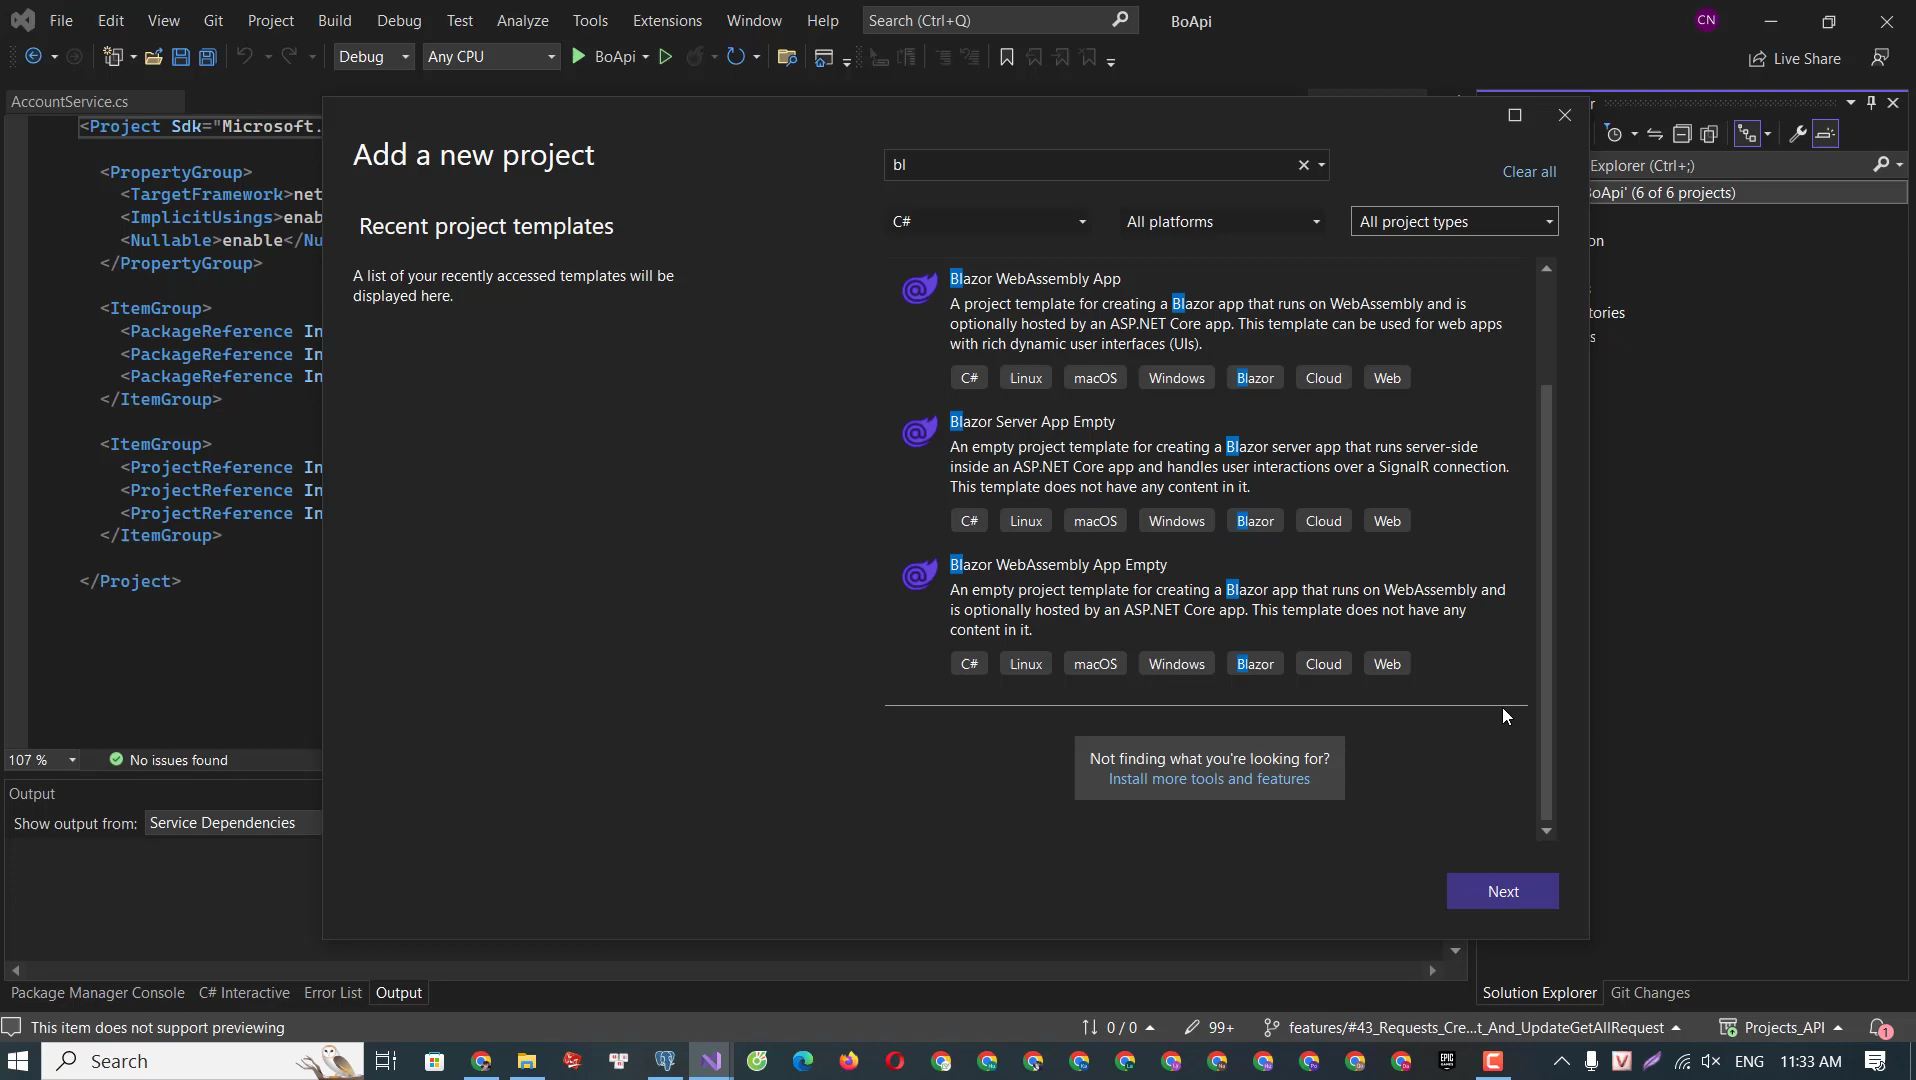 File Edit View Git Project Build Debug Test Analyze Tools Extensions Window Help Search (Ctrl+Q) BoApi CN
Debug Any CPU BoApi Live Share
AccountService.cs
<Project Sdk="Microsoft.
<PropertyGroup>
<TargetFramework>net
<ImplicitUsings>enab
<Nullable>enable</Nu
</PropertyGroup>
<ItemGroup>
<PackageReference In
<PackageReference In
<PackageReference In
</ItemGroup>
<ItemGroup>
<ProjectReference In
<ProjectReference In
<ProjectReference In
</ItemGroup>
</Project>
107 % No issues found
Output
Show output from: Service Dependencies
Add a new project
Recent project templates
A list of your recently accessed templates will be
displayed here.
bl
Clear all
C# All platforms All project types
Blazor WebAssembly App
A project template for creating a Blazor app that runs on WebAssembly and is
optionally hosted by an ASP.NET Core app. This template can be used for web apps
with rich dynamic user interfaces (UIs).
C# Linux macOS Windows Blazor Cloud Web
Blazor Server App Empty
An empty project template for creating a Blazor server app that runs server-side
inside an ASP.NET Core app and handles user interactions over a SignalR connection.
This template does not have any content in it.
C# Linux macOS Windows Blazor Cloud Web
Blazor WebAssembly App Empty
An empty project template for creating a Blazor app that runs on WebAssembly and
is optionally hosted by an ASP.NET Core app. This template does not have any
content in it.
C# Linux macOS Windows Blazor Cloud Web
Not finding what you're looking for?
Install more tools and features
Next
r
Explorer (Ctrl+;)
oApi' (6 of 6 projects)
on
s
tories
s
Package Manager Console C# Interactive Error List Output
Solution Explorer Git Changes
This item does not support previewing 0 / 0 99+ features/#43_Requests_Cre...t_And_UpdateGetAllRequest Projects_API 1
Search ENG 11:33 AM